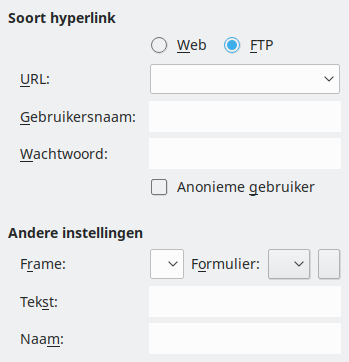 Soort hyperlink
Web FTP
URL:
Gebruikersnaam:
Wachtwoord:
Anonieme gebruiker
Andere instellingen
Frame: Formulier:
Tekst:
Naam: